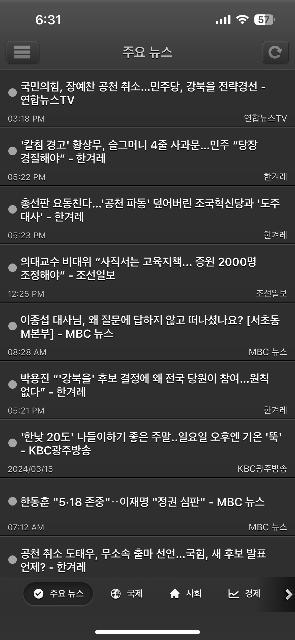 6:31
57
주요 뉴스
국민의힘, 장예찬 공천 취소...민주당, 강북을 전략경선 -
연합뉴스TV
03:18 PM
연합뉴스TV
'칼침 경고' 황상무, 슬그머니 4줄 사과문...민주 “당장
경질해야” - 한겨레
05:22 PM
한겨레
총선판 요동친다...'공천 파동' 덮어버린 조국혁신당과 '도주
대사' - 한겨레
05:23 PM
한겨레
의대교수 비대위 “사직서는 고육지책... 증원 2000명
조정해야” - 조선일보
12:25 PM
조선일보
이종섭 대사님, 왜 질문에 답하지 않고 떠나셨나요? [서초동
M본부] - MBC 뉴스
08:28 AM
MBC 뉴스
박용진 “'강북을' 후보 결정에 왜 전국 당원이 참여...원칙
없다” - 한겨레
05:21 PM
한겨레
'한낮 20도' 나들이하기 좋은 주말..일요일 오후엔 기온 '뚝'
- KBC광주방송
2024/03/15
KBC광주방송
한동훈 "5·18 존중"··이재명 "정권 심판" - MBC 뉴스
07:12 AM
MBC 뉴스
공천 취소 도태우, 무소속 출마 선언...국힘, 새 후보 발표
언제? - 한겨레
주요 뉴스
국제
사회
경제